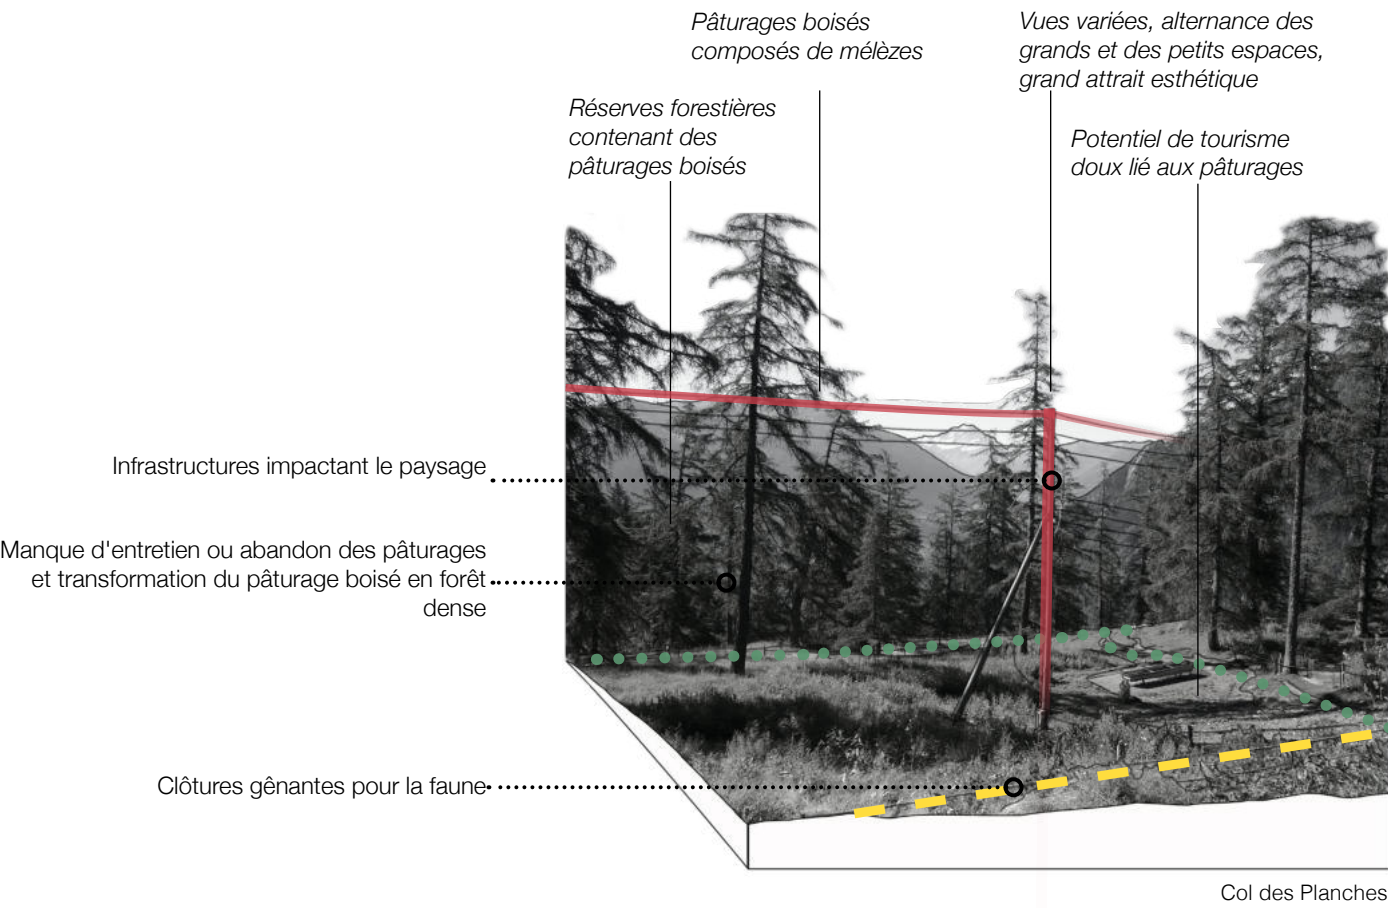 Pâturages boisés
composés de mélèzes
Vues variées, alternance des
grands et des petits espaces,
grand attrait esthétique
Réserves forestières
contenant des
pâturages boisés
Potentiel de tourisme
doux lié aux pâturages
Infrastructures impactant le paysage
Manque d'entretien ou abandon des pâturages
et transformation du pâturage boisé en forêt
dense
Clôtures gênantes pour la faune
Col des Planches